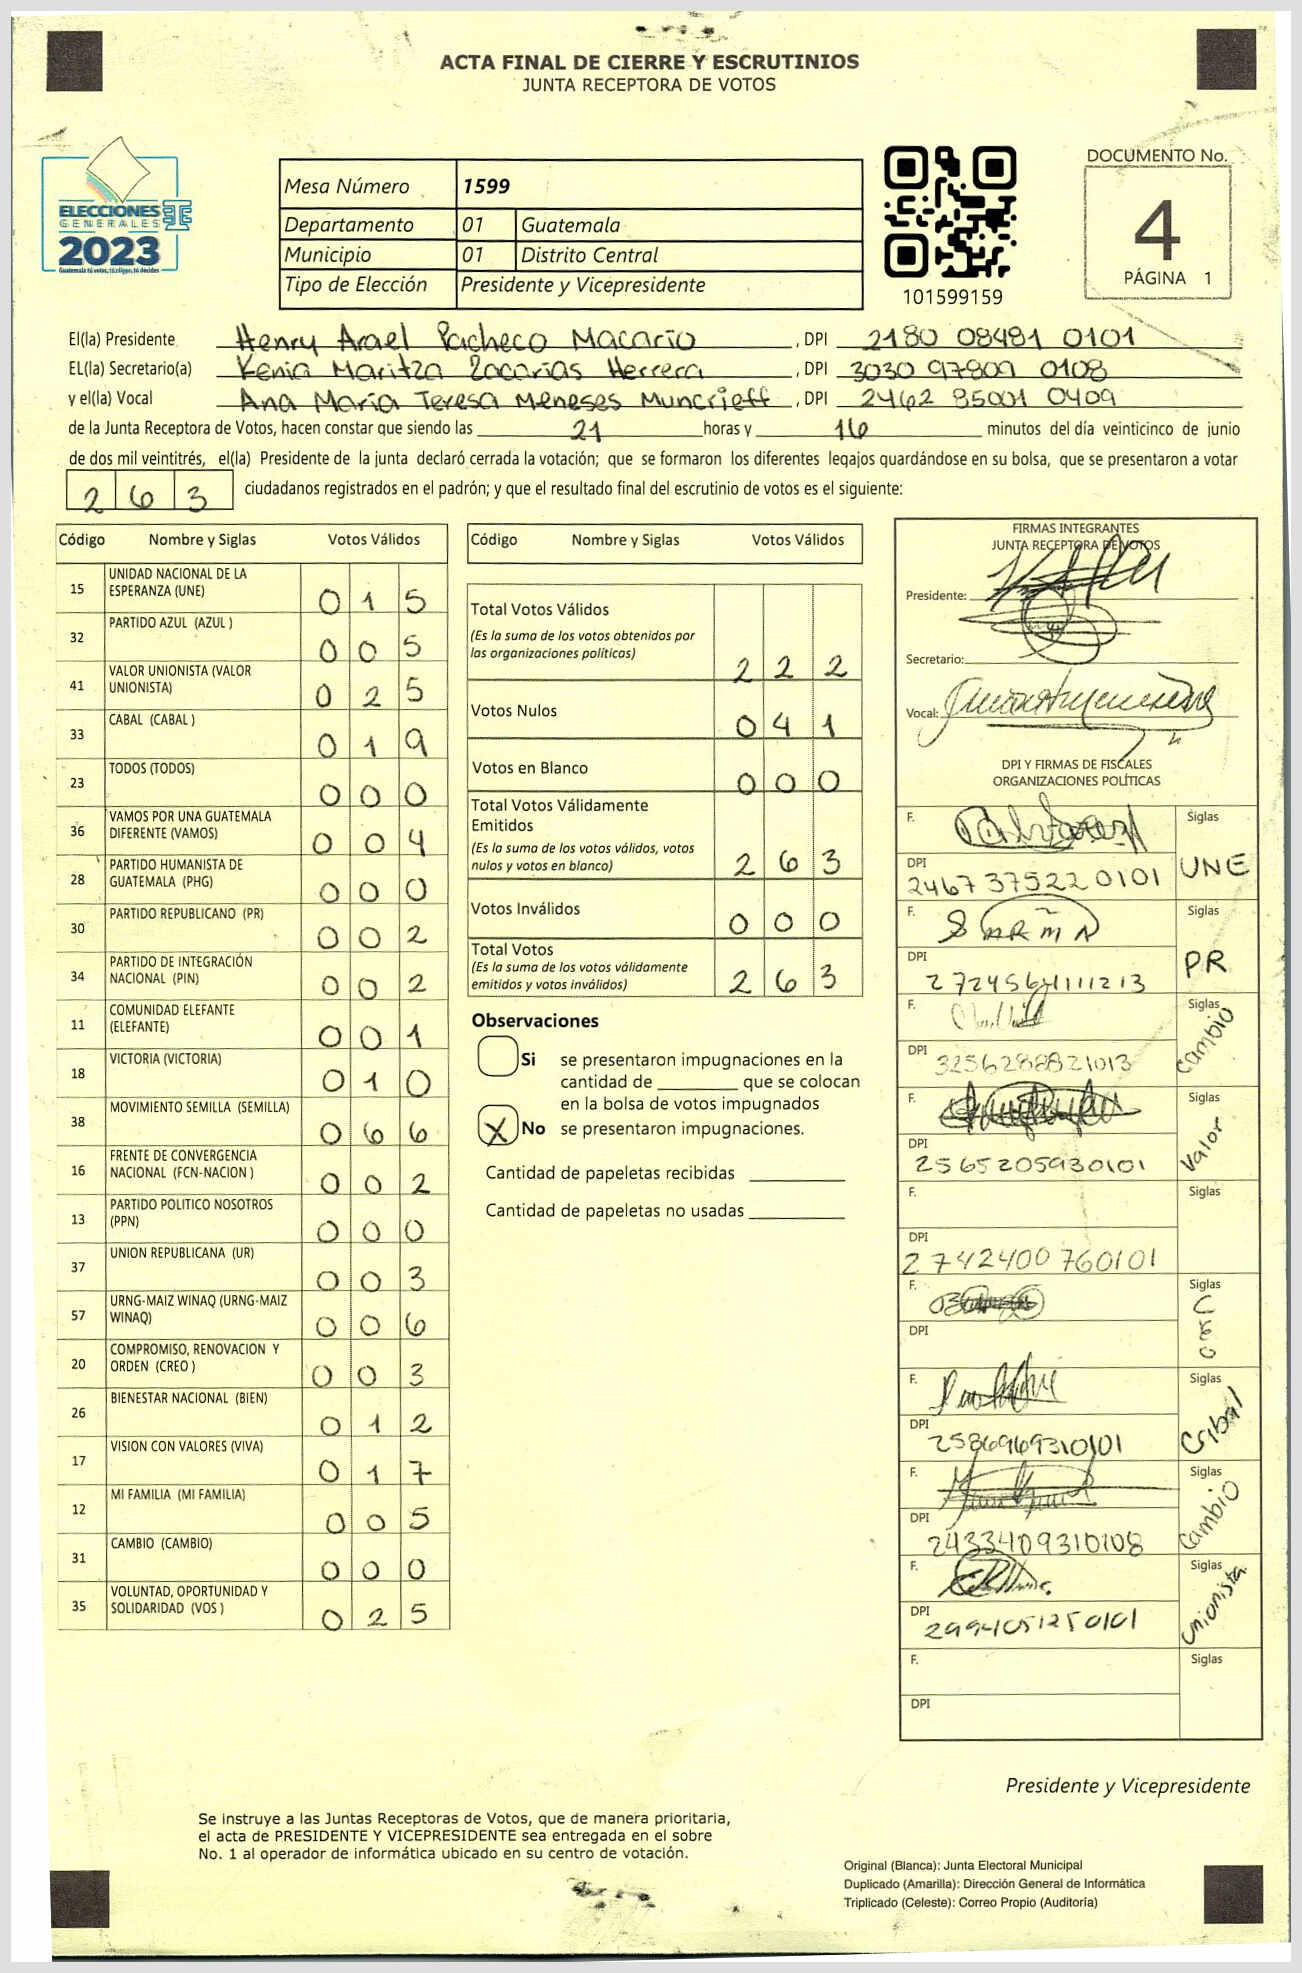 ACTA FINAL DE CIERRE Y ESCRUTINIOS
JUNTA RECEPTORA DE VOTOS
ELECCIONES
GENERALES
2023
Guatemala tú votas, tú eliges, tú decides
Mesa Número 1599
Departamento 01 Guatemala
Municipio 01 Distrito Central
Tipo de Elección Presidente y Vicepresidente
101599159
DOCUMENTO No.
4
PÁGINA 1
El(la) Presidente Henry Arael Pacheco Macario, DPI 2180 08481 0101
EL(la) Secretario(a) Kenia Maritza Zacarias Herrera, DPI 3030 97809 0108
y el(la) Vocal Ana Maria Teresa Meneses Muncrieff, DPI 2462 85001 0409
de la Junta Receptora de Votos, hacen constar que siendo las 21 horas y 16 minutos del día veinticinco de junio
de dos mil veintitrés, el(la) Presidente de la junta declaró cerrada la votación; que se formaron los diferentes legajos guardándose en su bolsa, que se presentaron a votar
263 ciudadanos registrados en el padrón; y que el resultado final del escrutinio de votos es el siguiente:
Código Nombre y Siglas Votos Válidos
15 UNIDAD NACIONAL DE LA ESPERANZA (UNE) 0 1 5
32 PARTIDO AZUL (AZUL ) 0 0 5
41 VALOR UNIONISTA (VALOR UNIONISTA) 0 2 5
33 CABAL (CABAL ) 0 1 9
23 TODOS (TODOS) 0 0 0
36 VAMOS POR UNA GUATEMALA DIFERENTE (VAMOS) 0 0 4
28 PARTIDO HUMANISTA DE GUATEMALA (PHG) 0 0 0
30 PARTIDO REPUBLICANO (PR) 0 0 2
34 PARTIDO DE INTEGRACIÓN NACIONAL (PIN) 0 0 2
11 COMUNIDAD ELEFANTE (ELEFANTE) 0 0 1
18 VICTORIA (VICTORIA) 0 1 0
38 MOVIMIENTO SEMILLA (SEMILLA) 0 6 6
16 FRENTE DE CONVERGENCIA NACIONAL (FCN-NACION ) 0 0 2
13 PARTIDO POLITICO NOSOTROS (PPN) 0 0 0
37 UNION REPUBLICANA (UR) 0 0 3
57 URNG-MAIZ WINAQ (URNG-MAIZ WINAQ) 0 0 6
20 COMPROMISO, RENOVACION Y ORDEN (CREO ) 0 0 3
26 BIENESTAR NACIONAL (BIEN) 0 1 2
17 VISION CON VALORES (VIVA) 0 1 7
12 MI FAMILIA (MI FAMILIA) 0 0 5
31 CAMBIO (CAMBIO) 0 0 0
35 VOLUNTAD, OPORTUNIDAD Y SOLIDARIDAD (VOS ) 0 2 5
Código Nombre y Siglas Votos Válidos
Total Votos Válidos
(Es la suma de los votos obtenidos por
las organizaciones políticas) 2 2 2
Votos Nulos 0 4 1
Votos en Blanco 0 0 0
Total Votos Válidamente
Emitidos
(Es la suma de los votos válidos, votos
nulos y votos en blanco) 2 6 3
Votos Inválidos 0 0 0
Total Votos
(Es la suma de los votos válidamente
emitidos y votos inválidos) 2 6 3
Observaciones
Si se presentaron impugnaciones en la
cantidad de ________ que se colocan
en la bolsa de votos impugnados
X No se presentaron impugnaciones.
Cantidad de papeletas recibidas
Cantidad de papeletas no usadas
FIRMAS INTEGRANTES
JUNTA RECEPTORA DE VOTOS
Presidente:
Secretario:
Vocal:
DPI Y FIRMAS DE FISCALES
ORGANIZACIONES POLÍTICAS
F. Siglas
DPI 2467 37522 0101 UNE
F. Siglas
DPI PR
F. Siglas
DPI 3256288821013 Cambio
F. Siglas
DPI 2565205930101 Valor
F. Siglas
DPI 2742400760101
F. Siglas
DPI
F. Siglas
DPI 2586969310101
F. Siglas
DPI 2433409310108 Cambio
F. Siglas
DPI 2994051250101 Unionista
F. Siglas
DPI
Presidente y Vicepresidente
Se instruye a las Juntas Receptoras de Votos, que de manera prioritaria,
el acta de PRESIDENTE Y VICEPRESIDENTE sea entregada en el sobre
No. 1 al operador de informática ubicado en su centro de votación.
Original (Blanca): Junta Electoral Municipal
Duplicado (Amarilla): Dirección General de Informática
Triplicado (Celeste): Correo Propio (Auditoría)